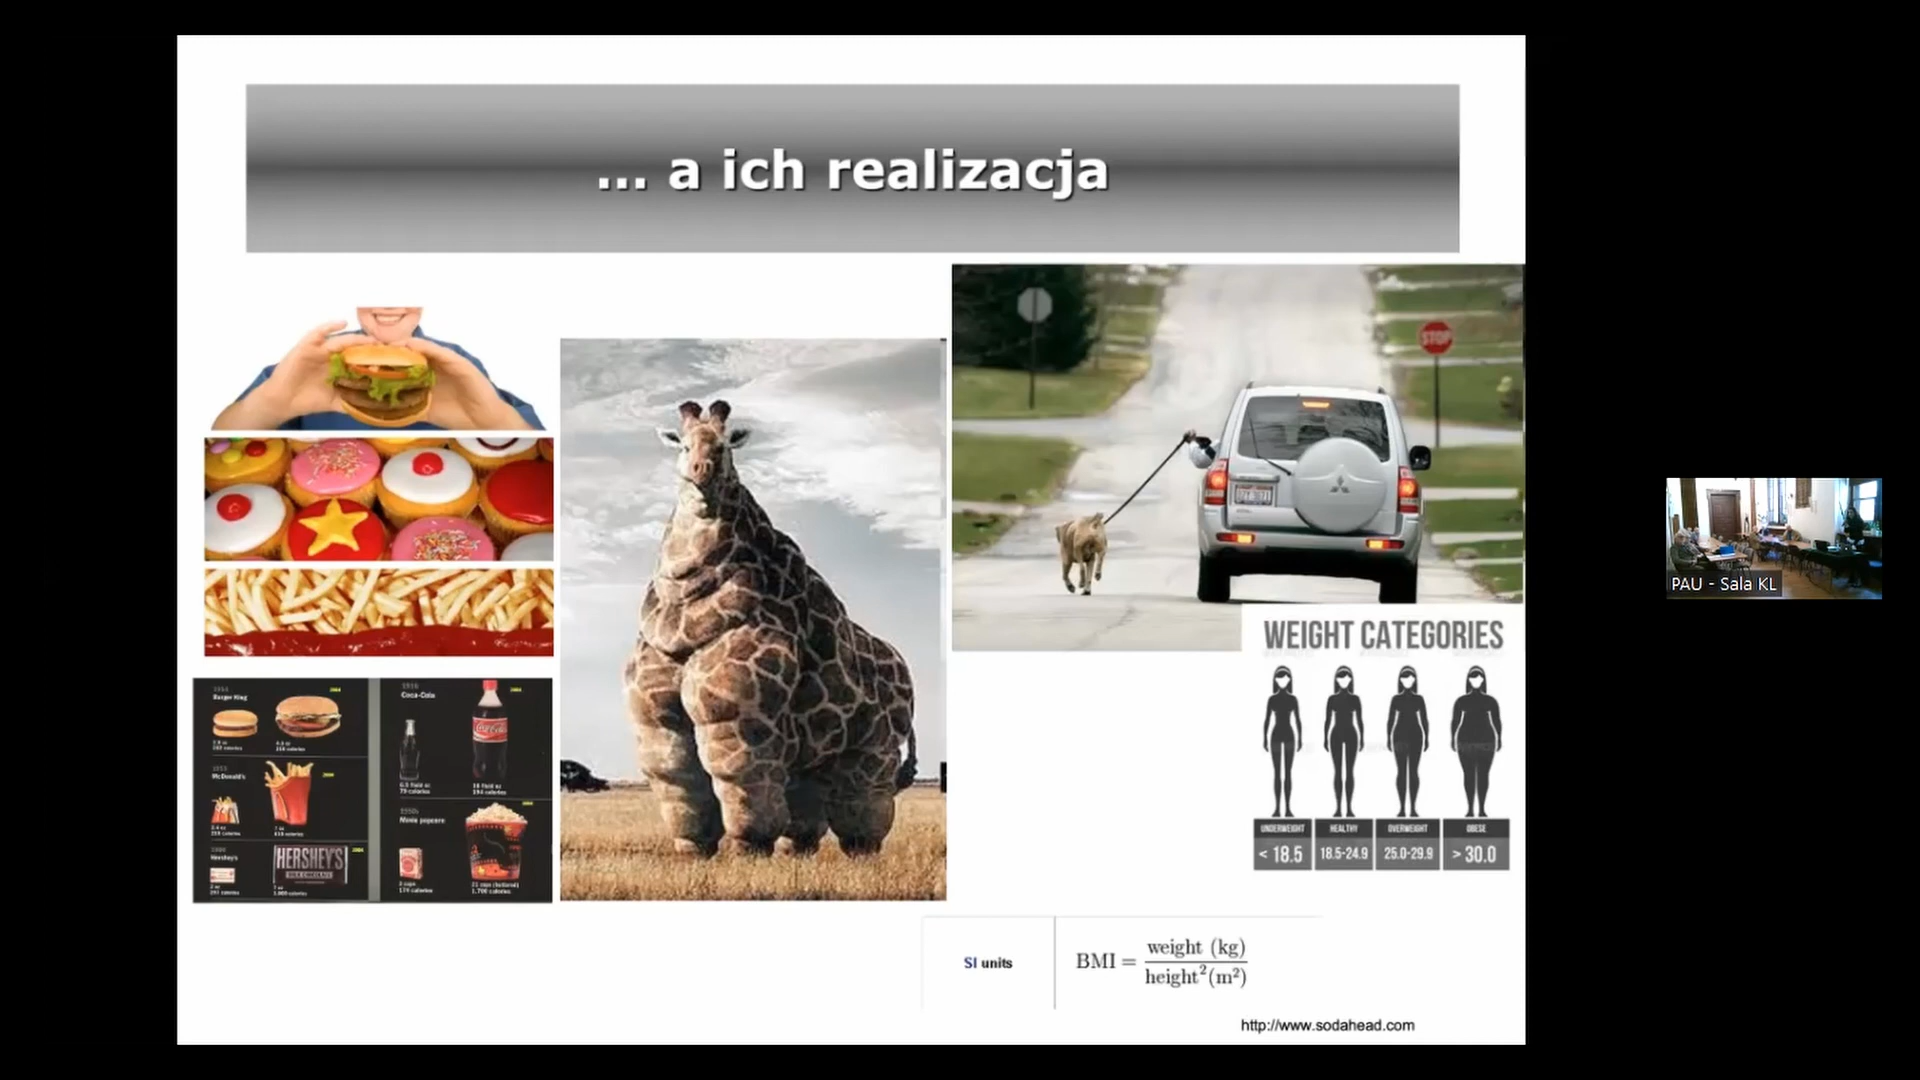 ... a ich realizacja
STOP
Burger King
2004
Coca-Cola
McDonald's
2004
Movie popcorn
Hershey's
HERSHEY'S
WEIGHT CATEGORIES
UNDERWEIGHT
HEALTHY
OVERWEIGHT
OBESE
< 18.5
18.5-24.9
25.0-29.9
> 30.0
SI units
BMI = weight (kg) / height²(m²)
http://www.sodahead.com
PAU - Sala KL